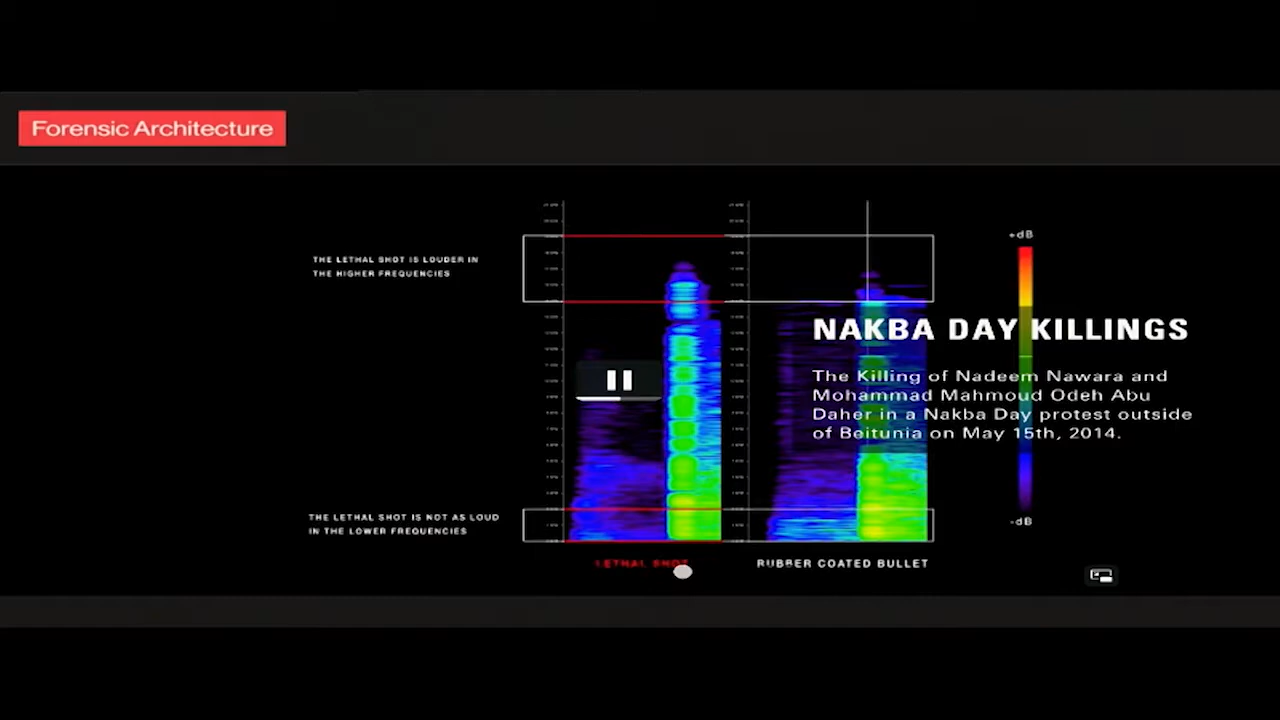 Forensic Architecture
+dB
THE LETHAL SHOT IS LOUDER IN
THE HIGHER FREQUENCIES
NAKBA DAY KILLINGS
The Killing of Nadeem Nawara and
Mohammad Mahmoud Odeh Abu
Daher in a Nakba Day protest outside
of Beitunia on May 15th, 2014.
THE LETHAL SHOT IS NOT AS LOUD
IN THE LOWER FREQUENCIES
-dB
LETHAL SHOT
RUBBER COATED BULLET